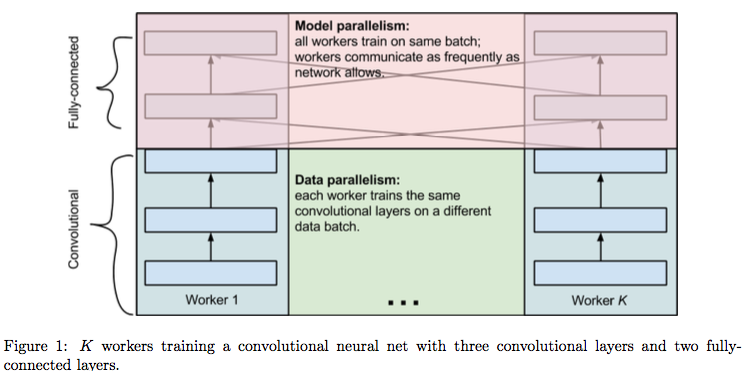 Fully-connected
Model parallelism:
all workers train on same batch;
workers communicate as frequently as
network allows.
Convolutional
Data parallelism:
each worker trains the same
convolutional layers on a different
data batch.
Worker 1
...
Worker K
Figure 1: K workers training a convolutional neural net with three convolutional layers and two fully-
connected layers.